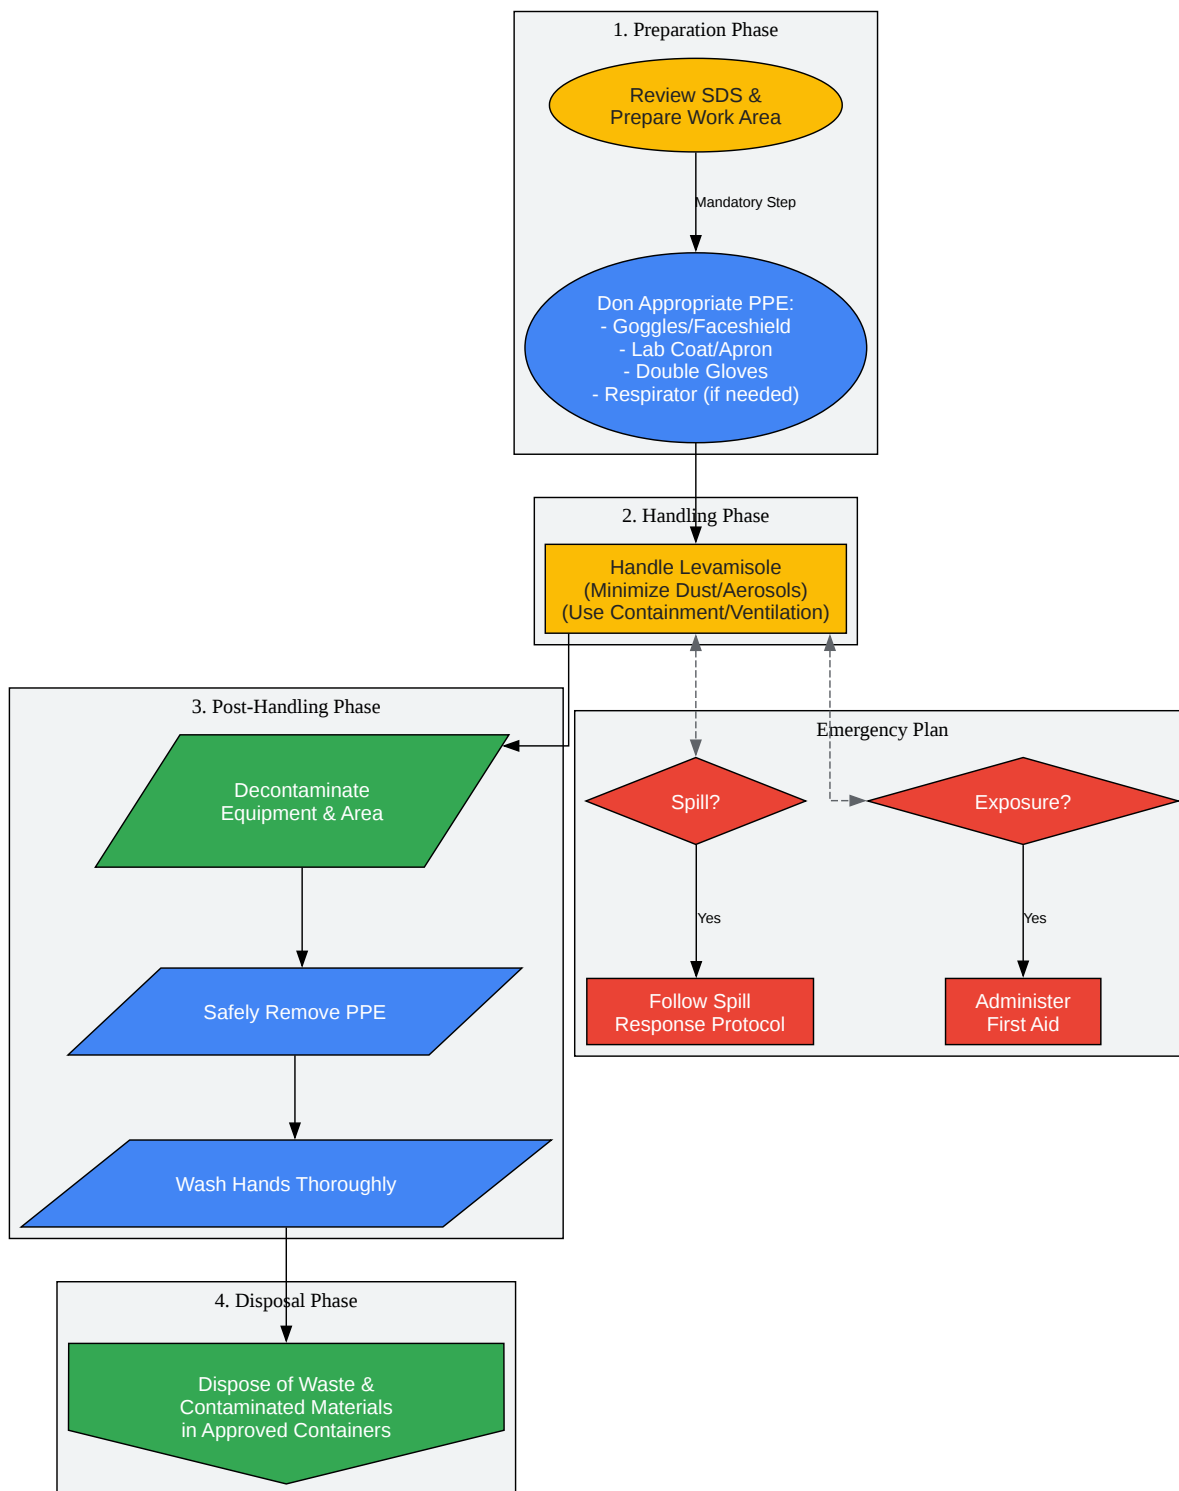 1. Preparation Phase
Review SDS &
Prepare Work Area
Mandatory Step
Don Appropriate PPE:
- Goggles/Faceshield
- Lab Coat/Apron
- Double Gloves
- Respirator (if needed)
2. Handling Phase
Handle Levamisole
(Minimize Dust/Aerosols)
(Use Containment/Ventilation)
3. Post-Handling Phase
Decontaminate
Equipment & Area
Safely Remove PPE
Wash Hands Thoroughly
Emergency Plan
Spill?
Exposure?
Yes
Yes
Follow Spill
Response Protocol
Administer
First Aid
4. Disposal Phase
Dispose of Waste &
Contaminated Materials
in Approved Containers